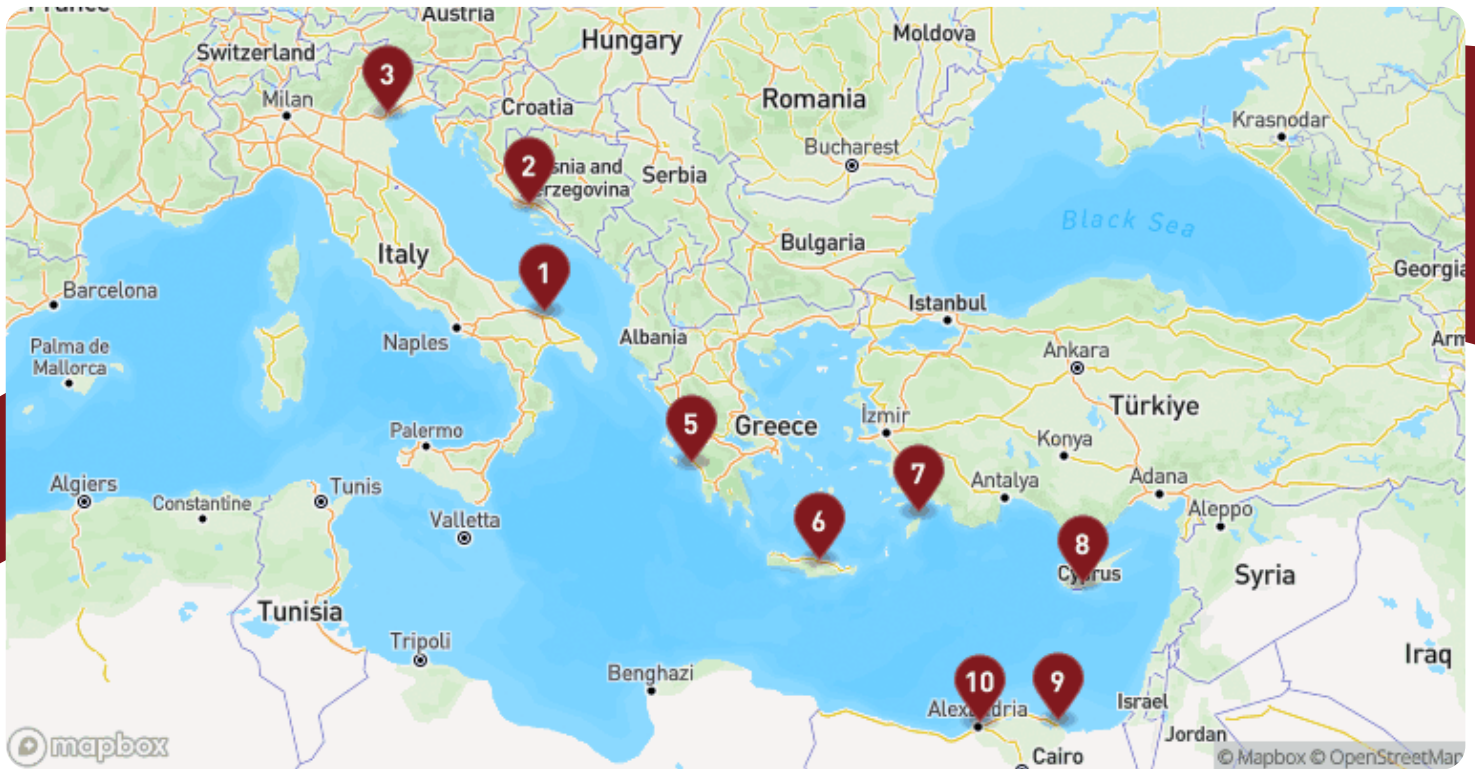 France
Austria
Moldova
Switzerland
Hungary
3
Milan
Croatia
Romania
Krasnodar
Bucharest
2
snia and
erzegovina
Serbia
Black Sea
Italy
Bulgaria
1
Georgia
Barcelona
Istanbul
Naples
Albania
Arm
Palma de
Mallorca
Ankara
Türkiye
5
Greece
İzmir
Palermo
Konya
7
Antalya
Adana
Algiers
Tunis
Constantine
Aleppo
6
Valletta
8
Cyprus
Syria
Tunisia
Tripoli
Benghazi
Iraq
10
9
Alexandria
Israel
Jordan
mapbox
Cairo
© Mapbox © OpenStreetMap